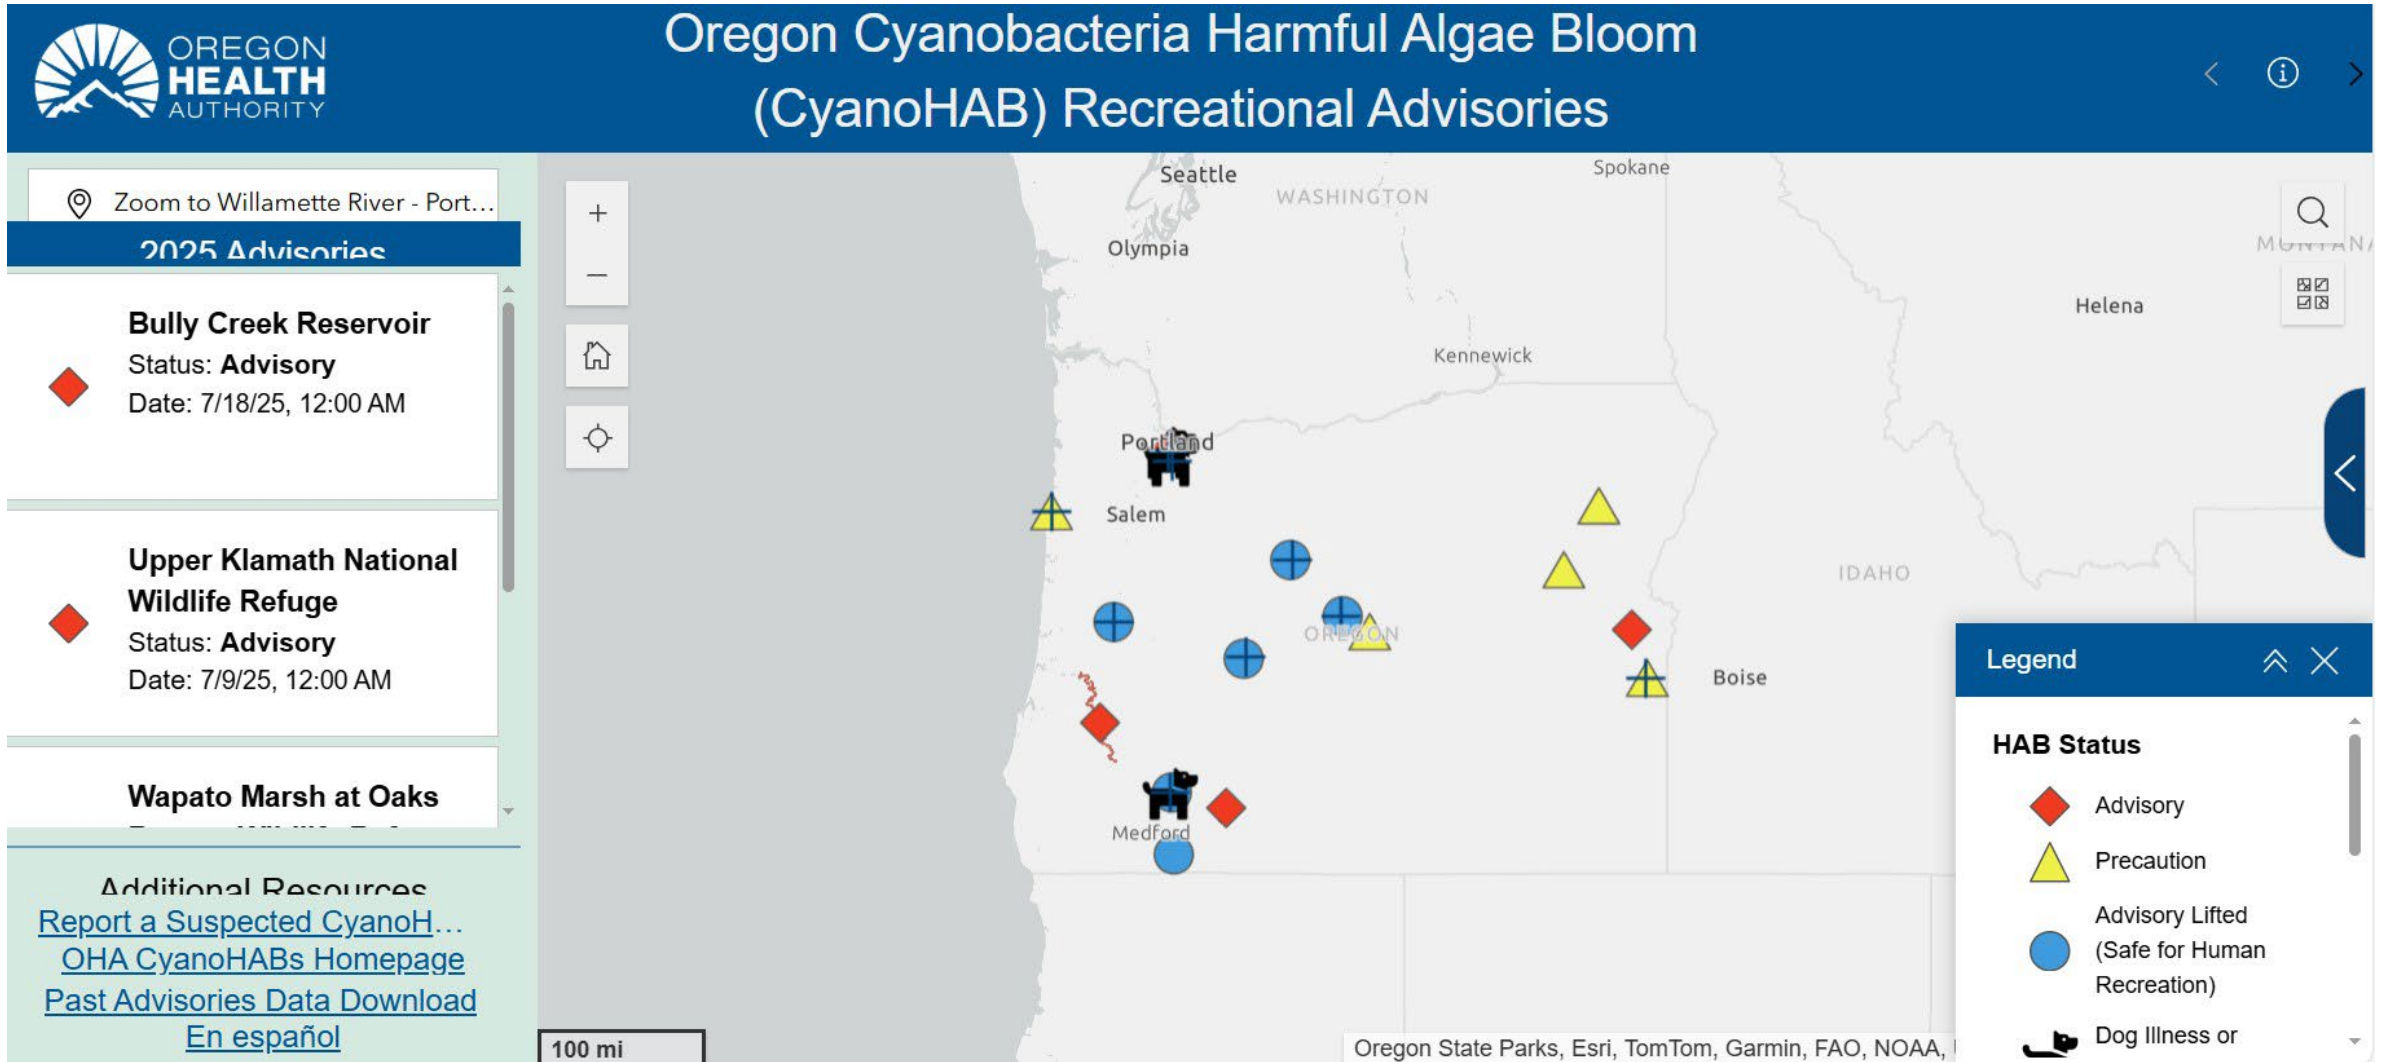 OREGON
HEALTH
AUTHORITY
Oregon Cyanobacteria Harmful Algae Bloom
(CyanoHAB) Recreational Advisories
Zoom to Willamette River - Port...
2025 Advisories
Bully Creek Reservoir
Status: Advisory
Date: 7/18/25, 12:00 AM
Upper Klamath National
Wildlife Refuge
Status: Advisory
Date: 7/9/25, 12:00 AM
Wapato Marsh at Oaks
Additional Resources
Report a Suspected CyanoH...
OHA CyanoHABs Homepage
Past Advisories Data Download
En español
Seattle
WASHINGTON
Spokane
Olympia
MONTANA
Helena
Kennewick
Portland
Salem
IDAHO
OREGON
Boise
Medford
100 mi
Oregon State Parks, Esri, TomTom, Garmin, FAO, NOAA,
Legend
HAB Status
Advisory
Precaution
Advisory Lifted
(Safe for Human
Recreation)
Dog Illness or